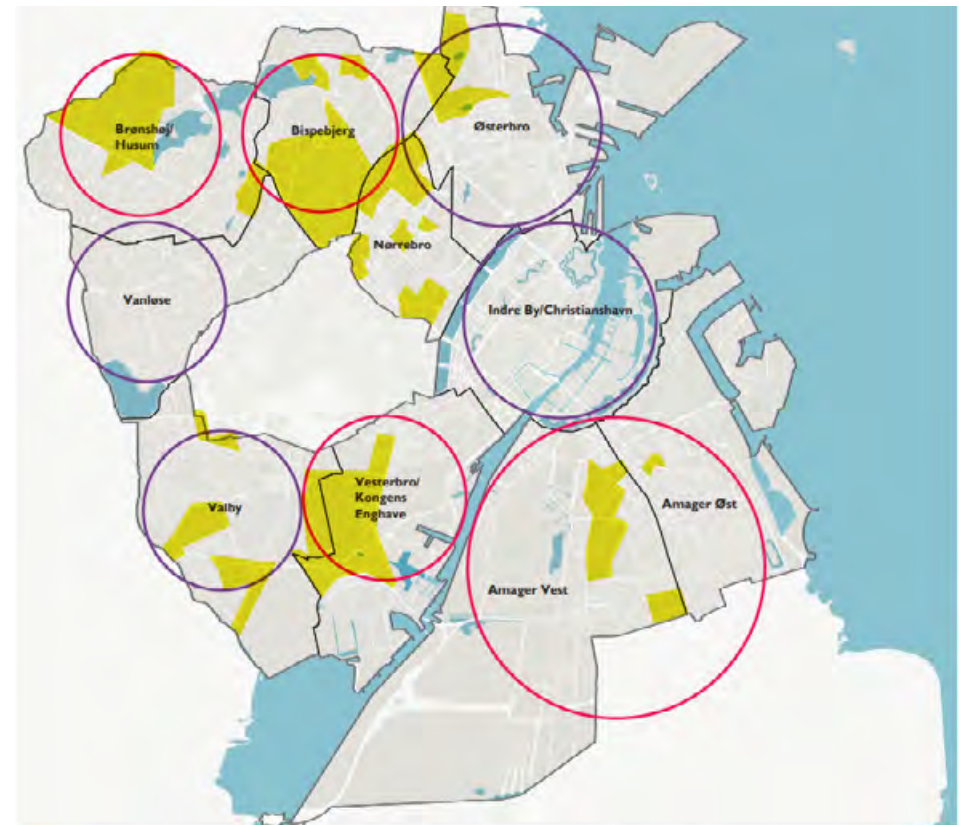 Brønshøj/
Husum
Bispebjerg
Østerbro
Nørrebro
Vanløse
Indre By/Christianshavn
Vesterbro/
Kongens
Enghave
Valby
Amager Øst
Amager Vest